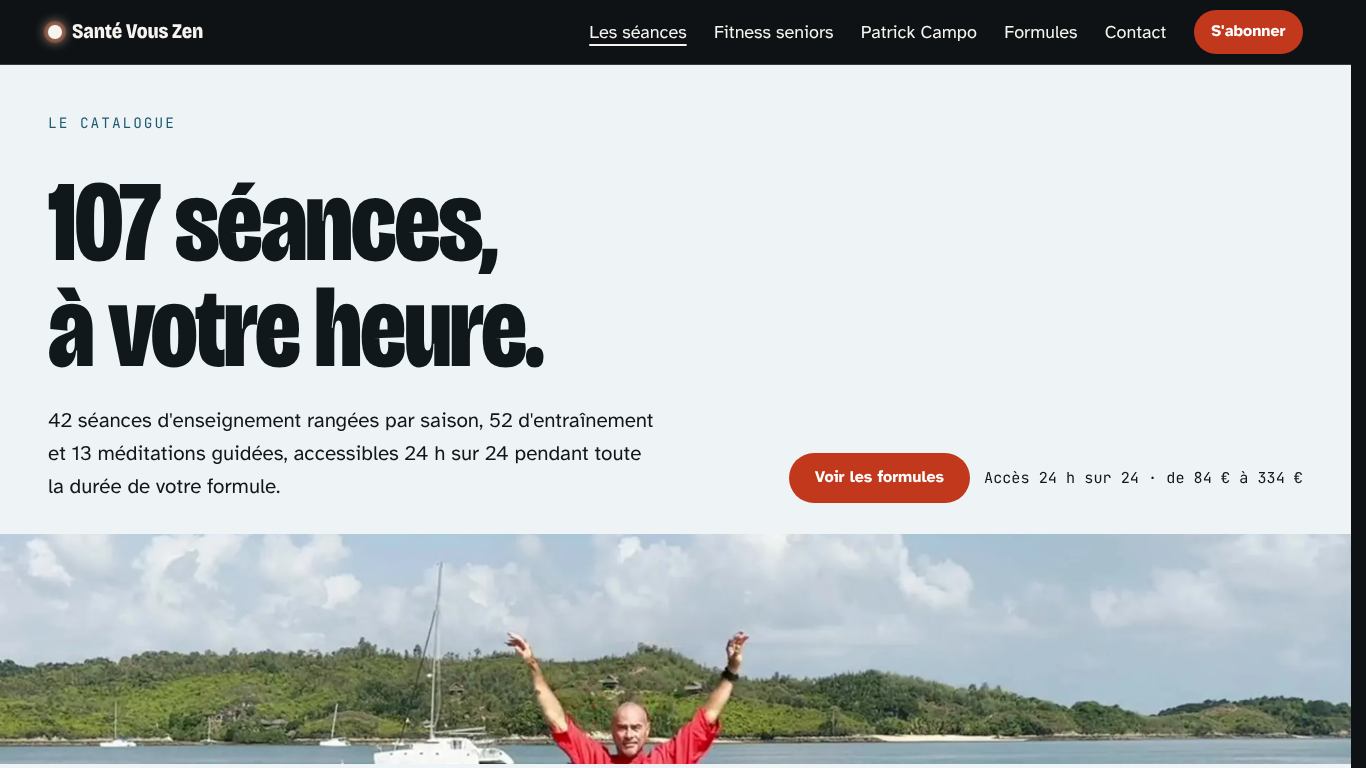 Santé Vous Zen
Les séances
Fitness seniors
Patrick Campo
Formules
Contact
S'abonner
LE CATALOGUE
107 séances,
à votre heure.
42 séances d'enseignement rangées par saison, 52 d'entraînement
et 13 méditations guidées, accessibles 24 h sur 24 pendant toute
la durée de votre formule.
Voir les formules
Accès 24 h sur 24 · de 84 € à 334 €